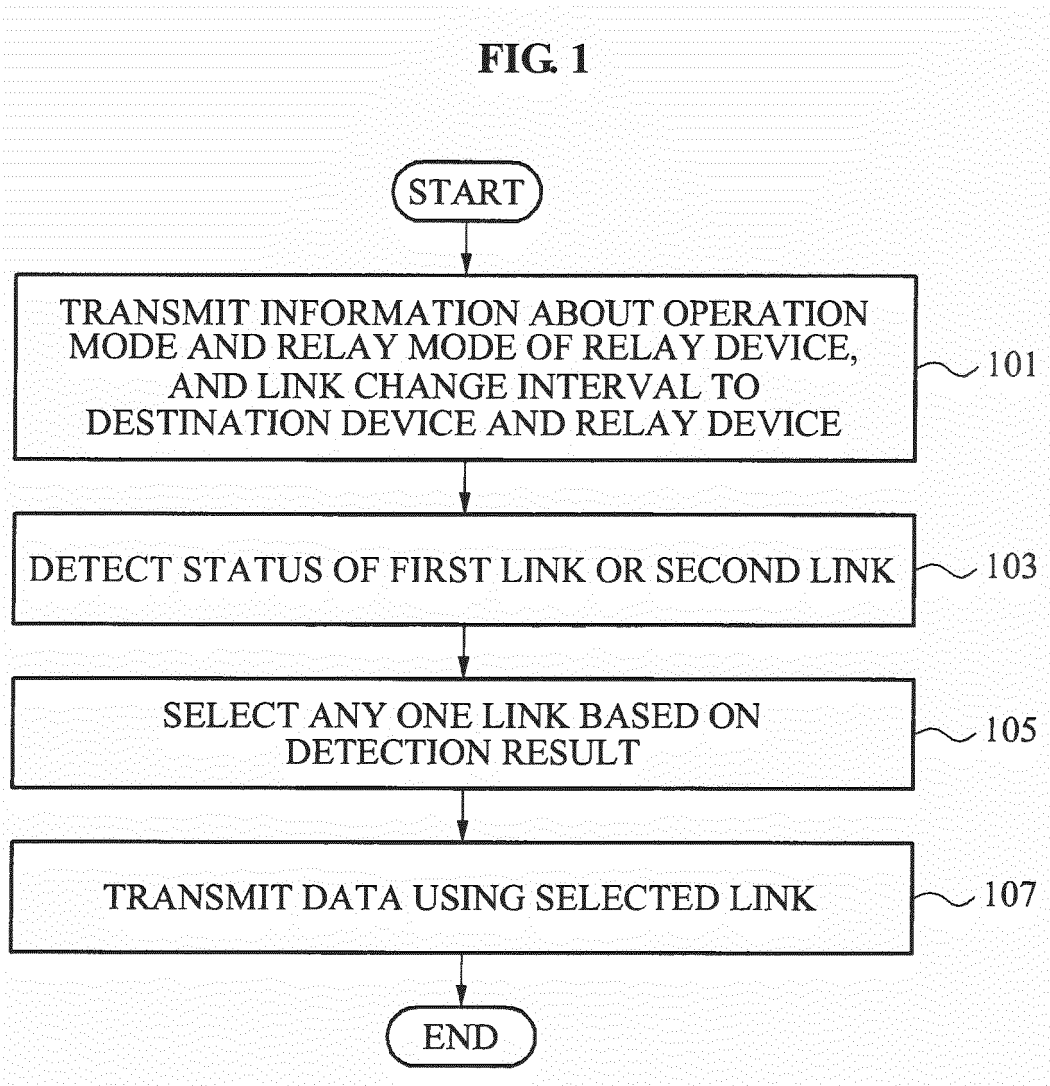 FIG. 1
START
TRANSMIT INFORMATION ABOUT OPERATION
MODE AND RELAY MODE OF RELAY DEVICE,
AND LINK CHANGE INTERVAL TO
DESTINATION DEVICE AND RELAY DEVICE
101
DETECT STATUS OF FIRST LINK OR SECOND LINK
103
SELECT ANY ONE LINK BASED ON
DETECTION RESULT
105
TRANSMIT DATA USING SELECTED LINK
107
END